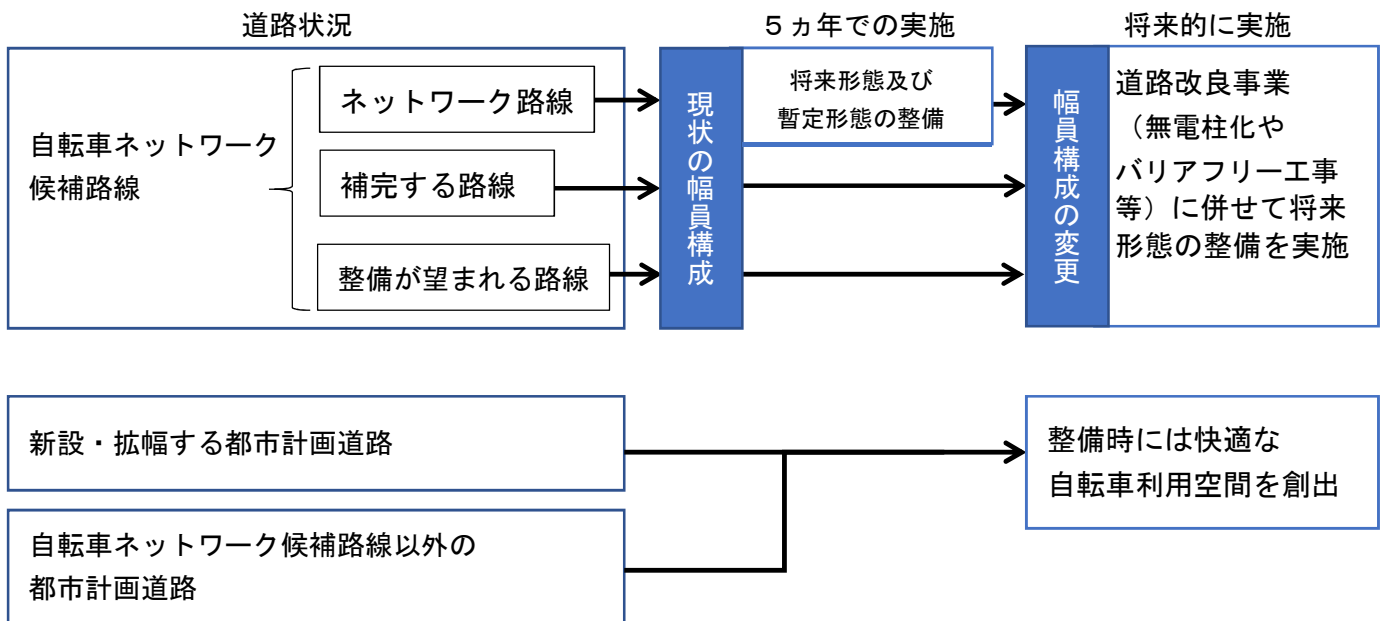 道路状況
５ヵ年での実施
将来的に実施
自転車ネットワーク
候補路線
ネットワーク路線
補完する路線
整備が望まれる路線
現状の幅員構成
将来形態及び
暫定形態の整備
幅員構成の変更
道路改良事業
（無電柱化や
バリアフリー工事
等）に併せて将来
形態の整備を実施
新設・拡幅する都市計画道路
自転車ネットワーク候補路線以外の
都市計画道路
整備時には快適な
自転車利用空間を創出